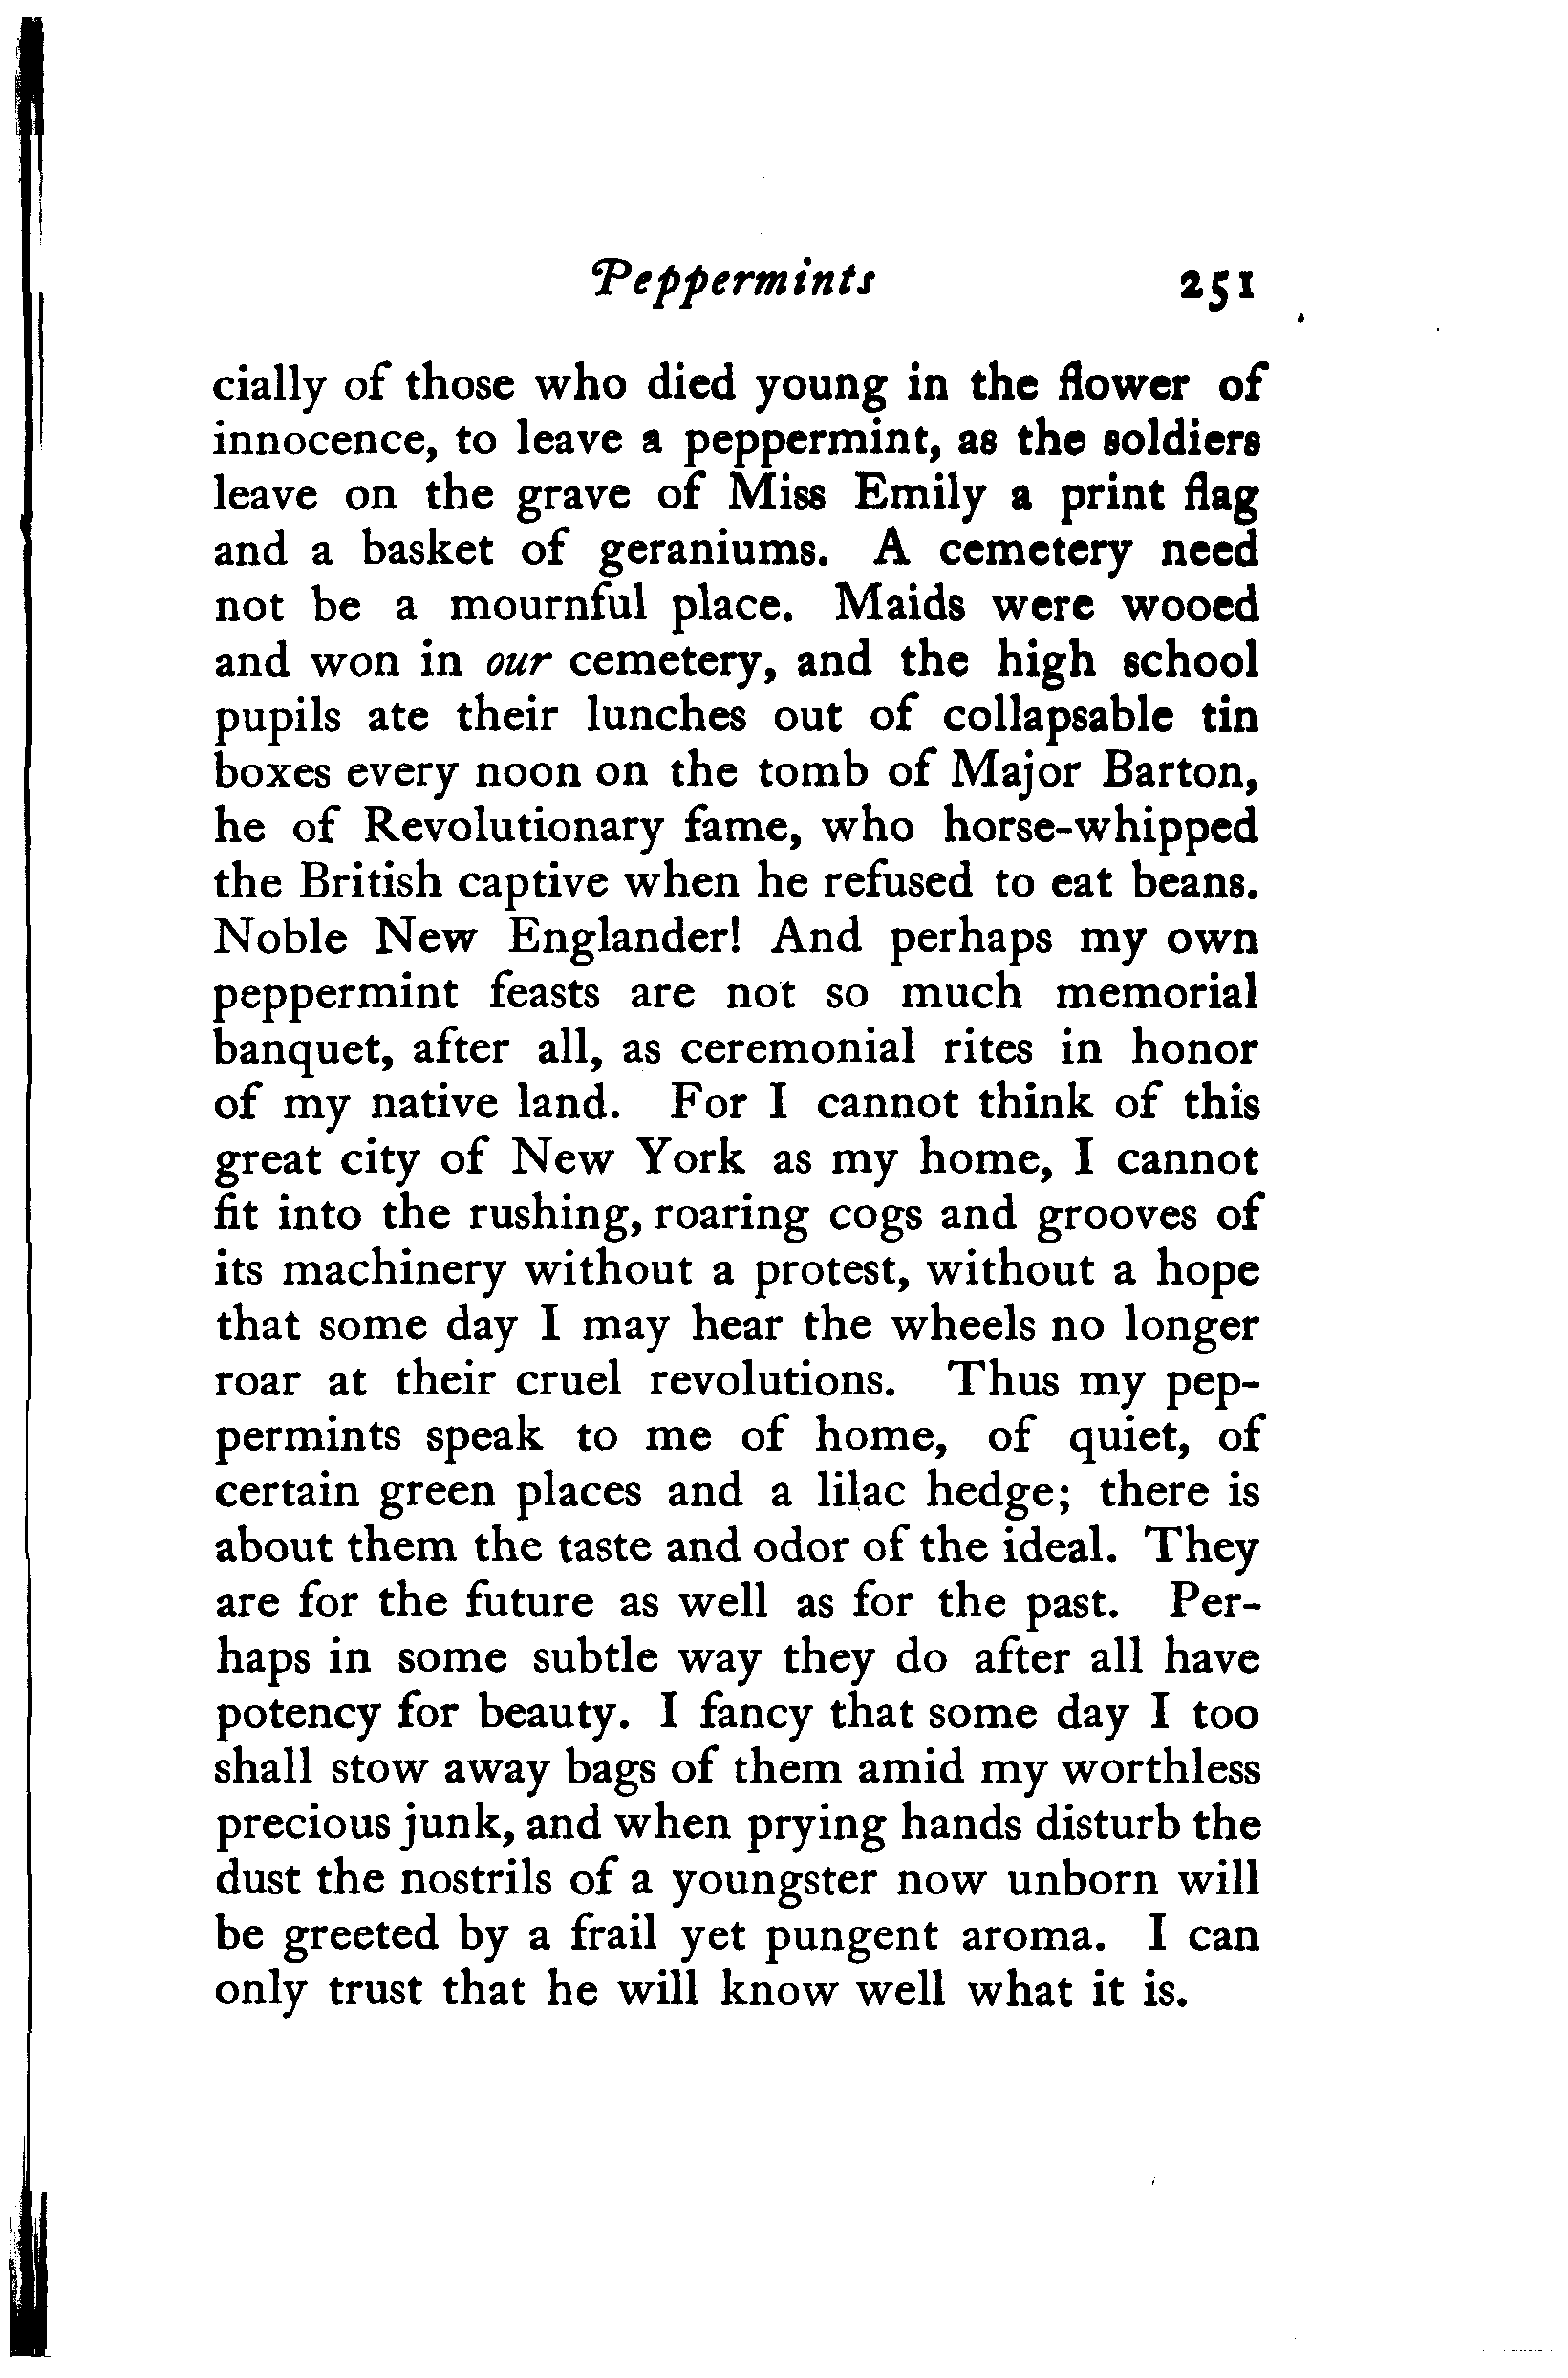 Peppermints 251
cially of those who died young in the flower of
innocence, to leave a peppermint, as the soldiers
leave on the grave of Miss Emily a print flag
and a basket of geraniums. A cemetery need
not be a mournful place. Maids were wooed
and won in our cemetery, and the high school
pupils ate their lunches out of collapsable tin
boxes every noon on the tomb of Major Barton,
he of Revolutionary fame, who horse-whipped
the British captive when he refused to eat beans.
Noble New Englander! And perhaps my own
peppermint feasts are not so much memorial
banquet, after all, as ceremonial rites in honor
of my native land. For I cannot think of this
great city of New York as my home, I cannot
fit into the rushing, roaring cogs and grooves of
its machinery without a protest, without a hope
that some day I may hear the wheels no longer
roar at their cruel revolutions. Thus my pep-
permints speak to me of home, of quiet, of
certain green places and a lilac hedge; there is
about them the taste and odor of the ideal. They
are for the future as well as for the past. Per-
haps in some subtle way they do after all have
potency for beauty. I fancy that some day I too
shall stow away bags of them amid my worthless
precious junk, and when prying hands disturb the
dust the nostrils of a youngster now unborn will
be greeted by a frail yet pungent aroma. I can
only trust that he will know well what it is.